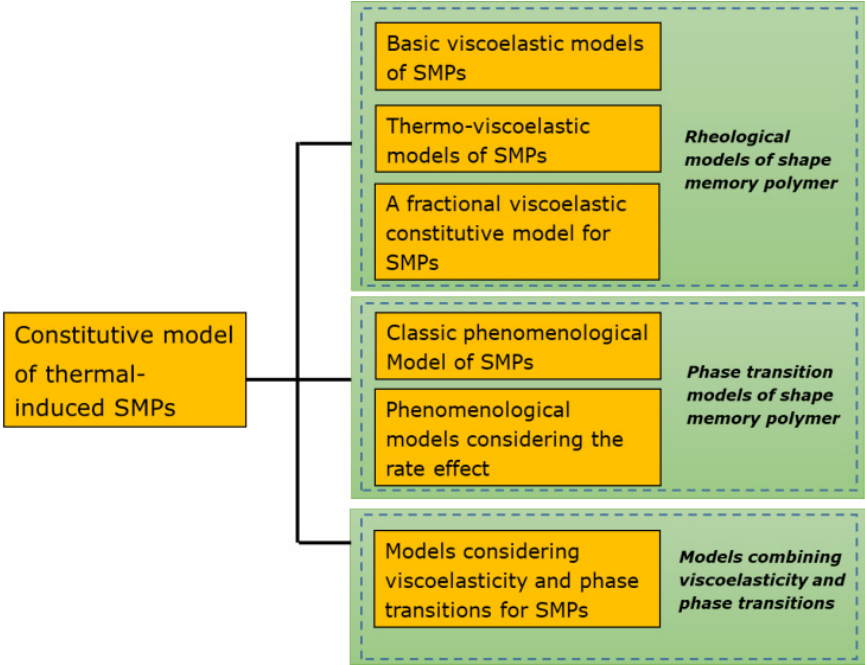 Constitutive model
of thermal-
induced SMPs
Basic viscoelastic models
of SMPs
Thermo-viscoelastic
models of SMPs
A fractional viscoelastic
constitutive model for
SMPs
Rheological
models of shape
memory polymer
Classic phenomenological
Model of SMPs
Phenomenological
models considering the
rate effect
Phase transition
models of shape
memory polymer
Models considering
viscoelasticity and phase
transitions for SMPs
Models combining
viscoelasticity and
phase transitions